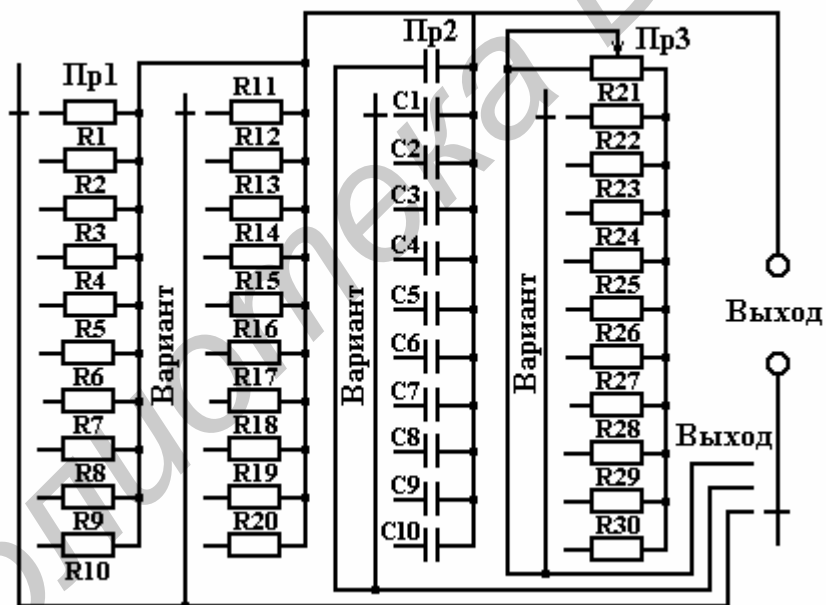 Пр1
R1
R2
R3
R4
R5
R6
R7
R8
R9
R10
Вариант
R11
R12
R13
R14
R15
R16
R17
R18
R19
R20
Пр2
C1
C2
C3
C4
C5
C6
C7
C8
C9
C10
Вариант
Пр3
R21
R22
R23
R24
R25
R26
R27
R28
R29
R30
Вариант
Выход
Выход